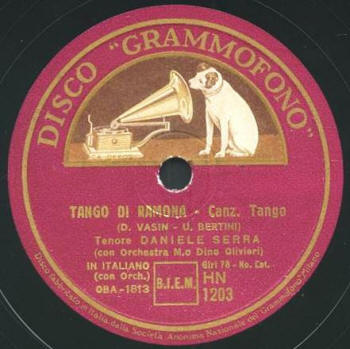 DISCO "GRAMMOFONO"
TANGO DI RAMONA - Canz. Tango
(D. VASIN - U. BERTINI)
Tenore DANIELE SERRA
(con Orchestra M.o Dino Olivieri)
IN ITALIANO
(con Orch.)
OBA-1813
B.I.E.M.
Giri 78 - No. Cat.
HN
1203
Disco fabbricato in Italia dalla Società Anonima Nazionale del "Grammofono" Milano